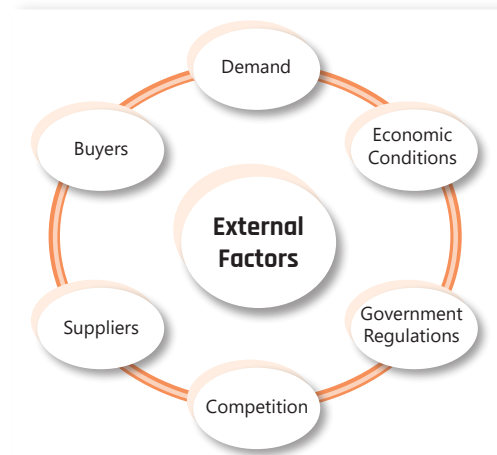 Demand
Economic
Conditions
Government
Regulations
Competition
Suppliers
Buyers
External
Factors